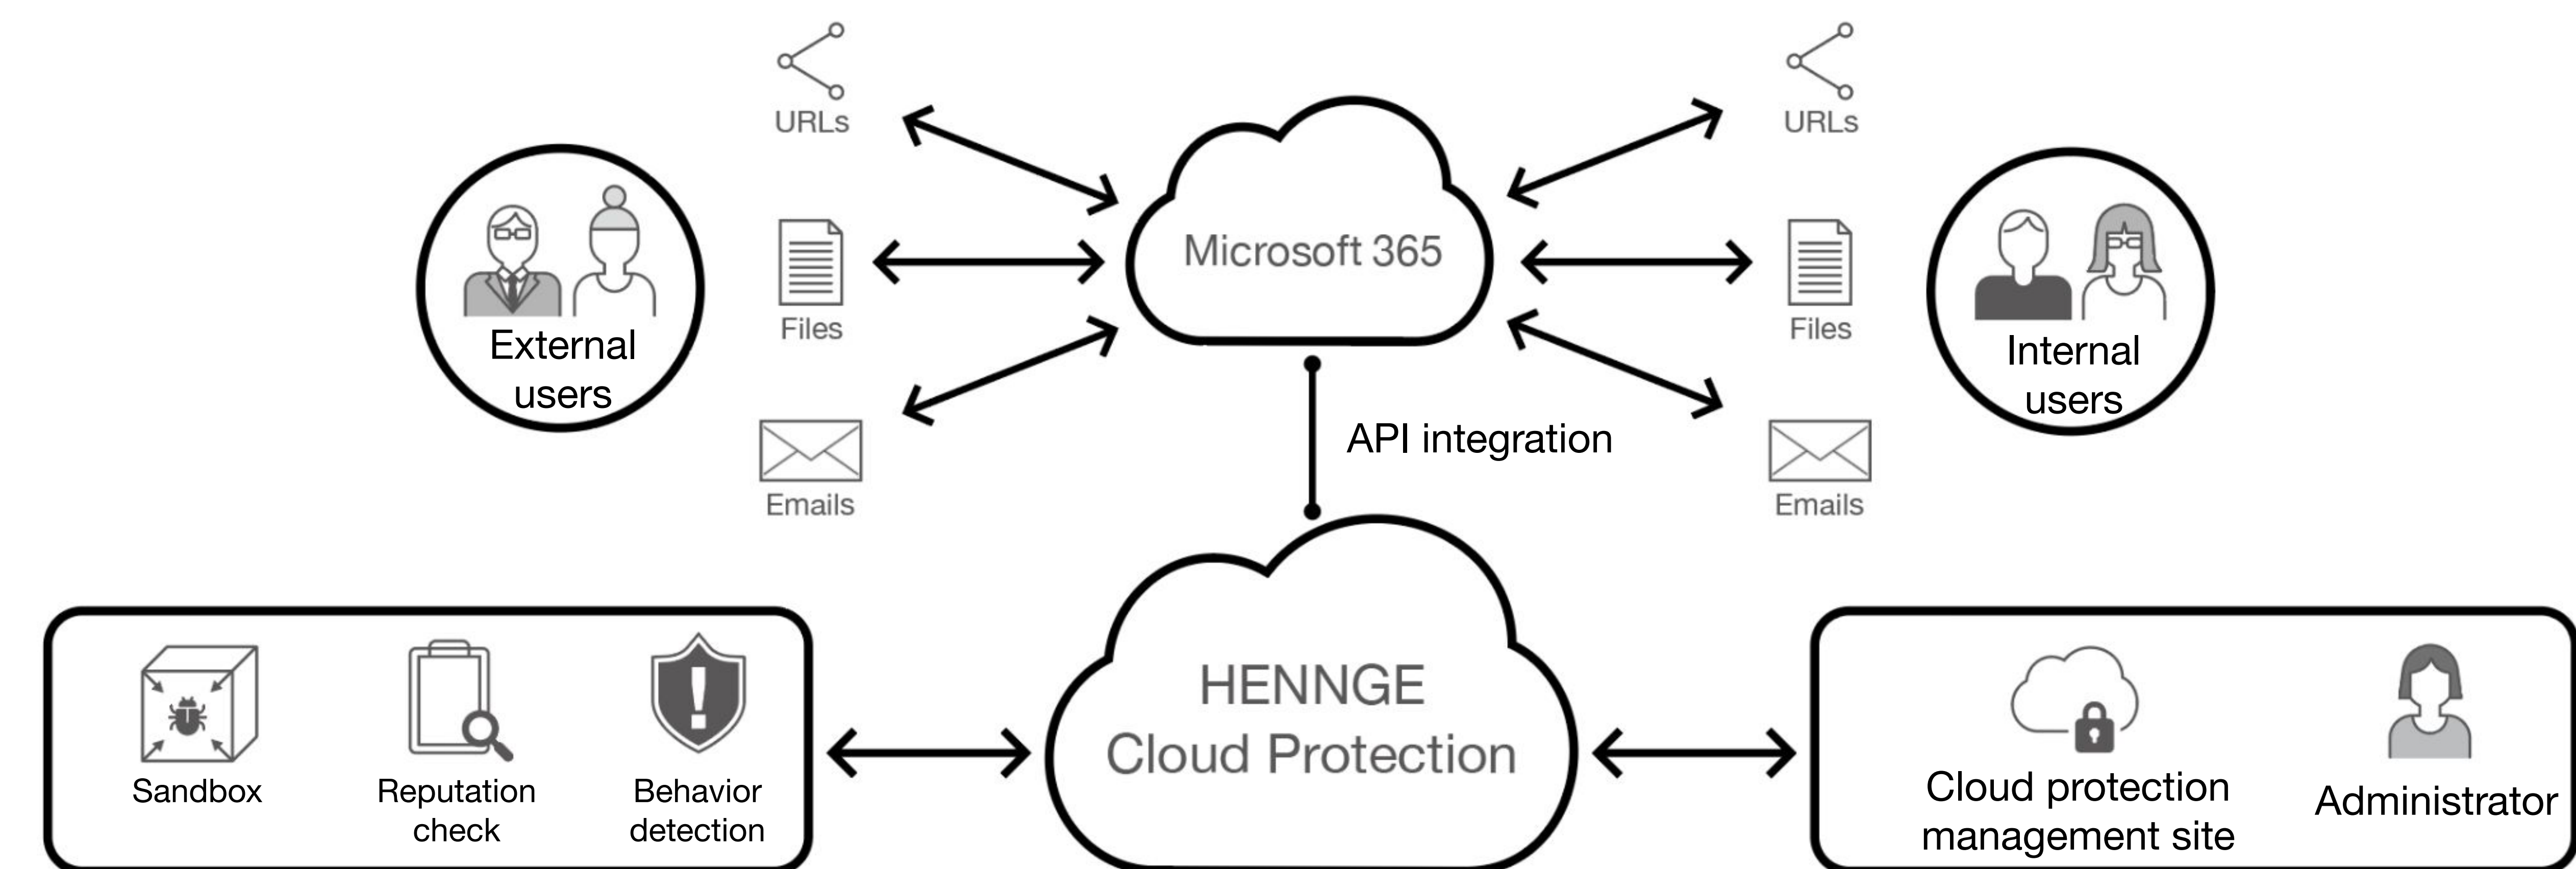 URLs
URLs
Microsoft 365
External
users
Files
Files
Internal
users
API integration
Emails
Emails
HENNGE
Cloud Protection
Sandbox
Reputation
check
Behavior
detection
Cloud protection
management site
Administrator